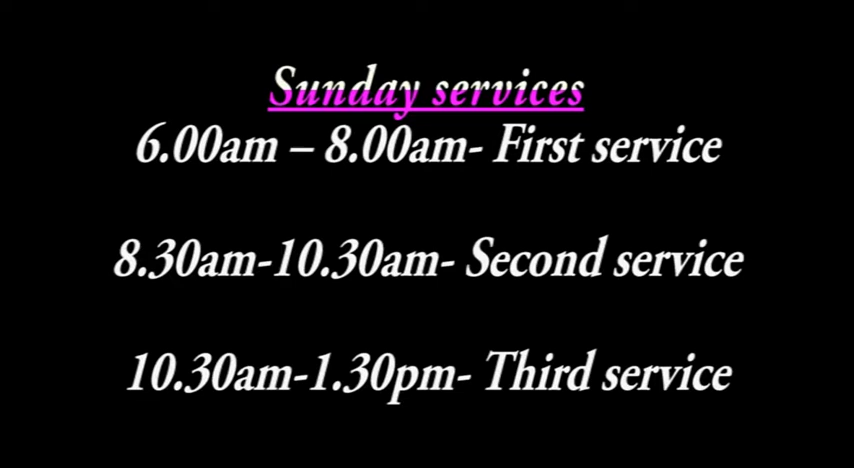 Sunday services
6.00am – 8.00am- First service
8.30am-10.30am- Second service
10.30am-1.30pm- Third service